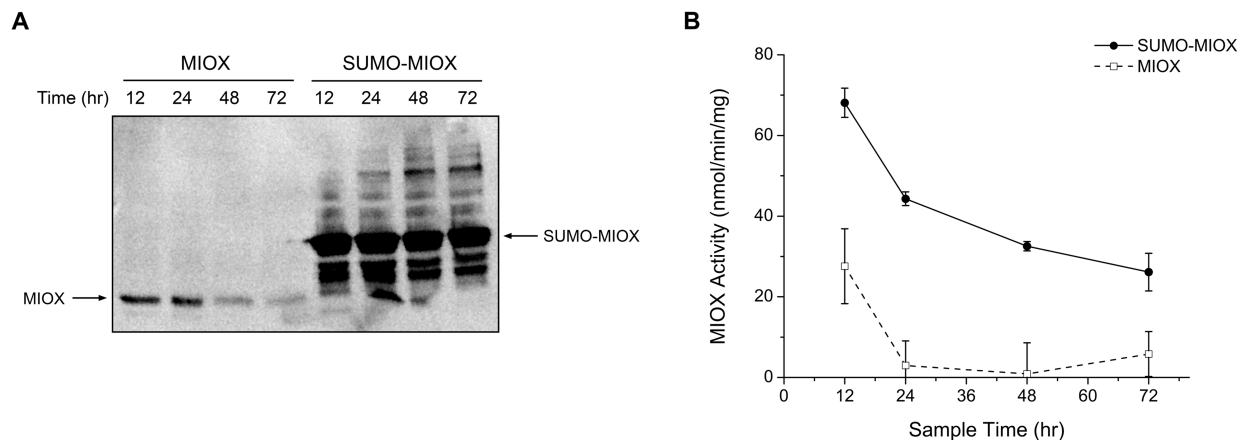 A
MIOX SUMO-MIOX
Time (hr) 12 24 48 72 12 24 48 72
SUMO-MIOX
MIOX
B
SUMO-MIOX
MIOX
80
60
40
20
0
MIOX Activity (nmol/min/mg)
0 12 24 36 48 60 72
Sample Time (hr)